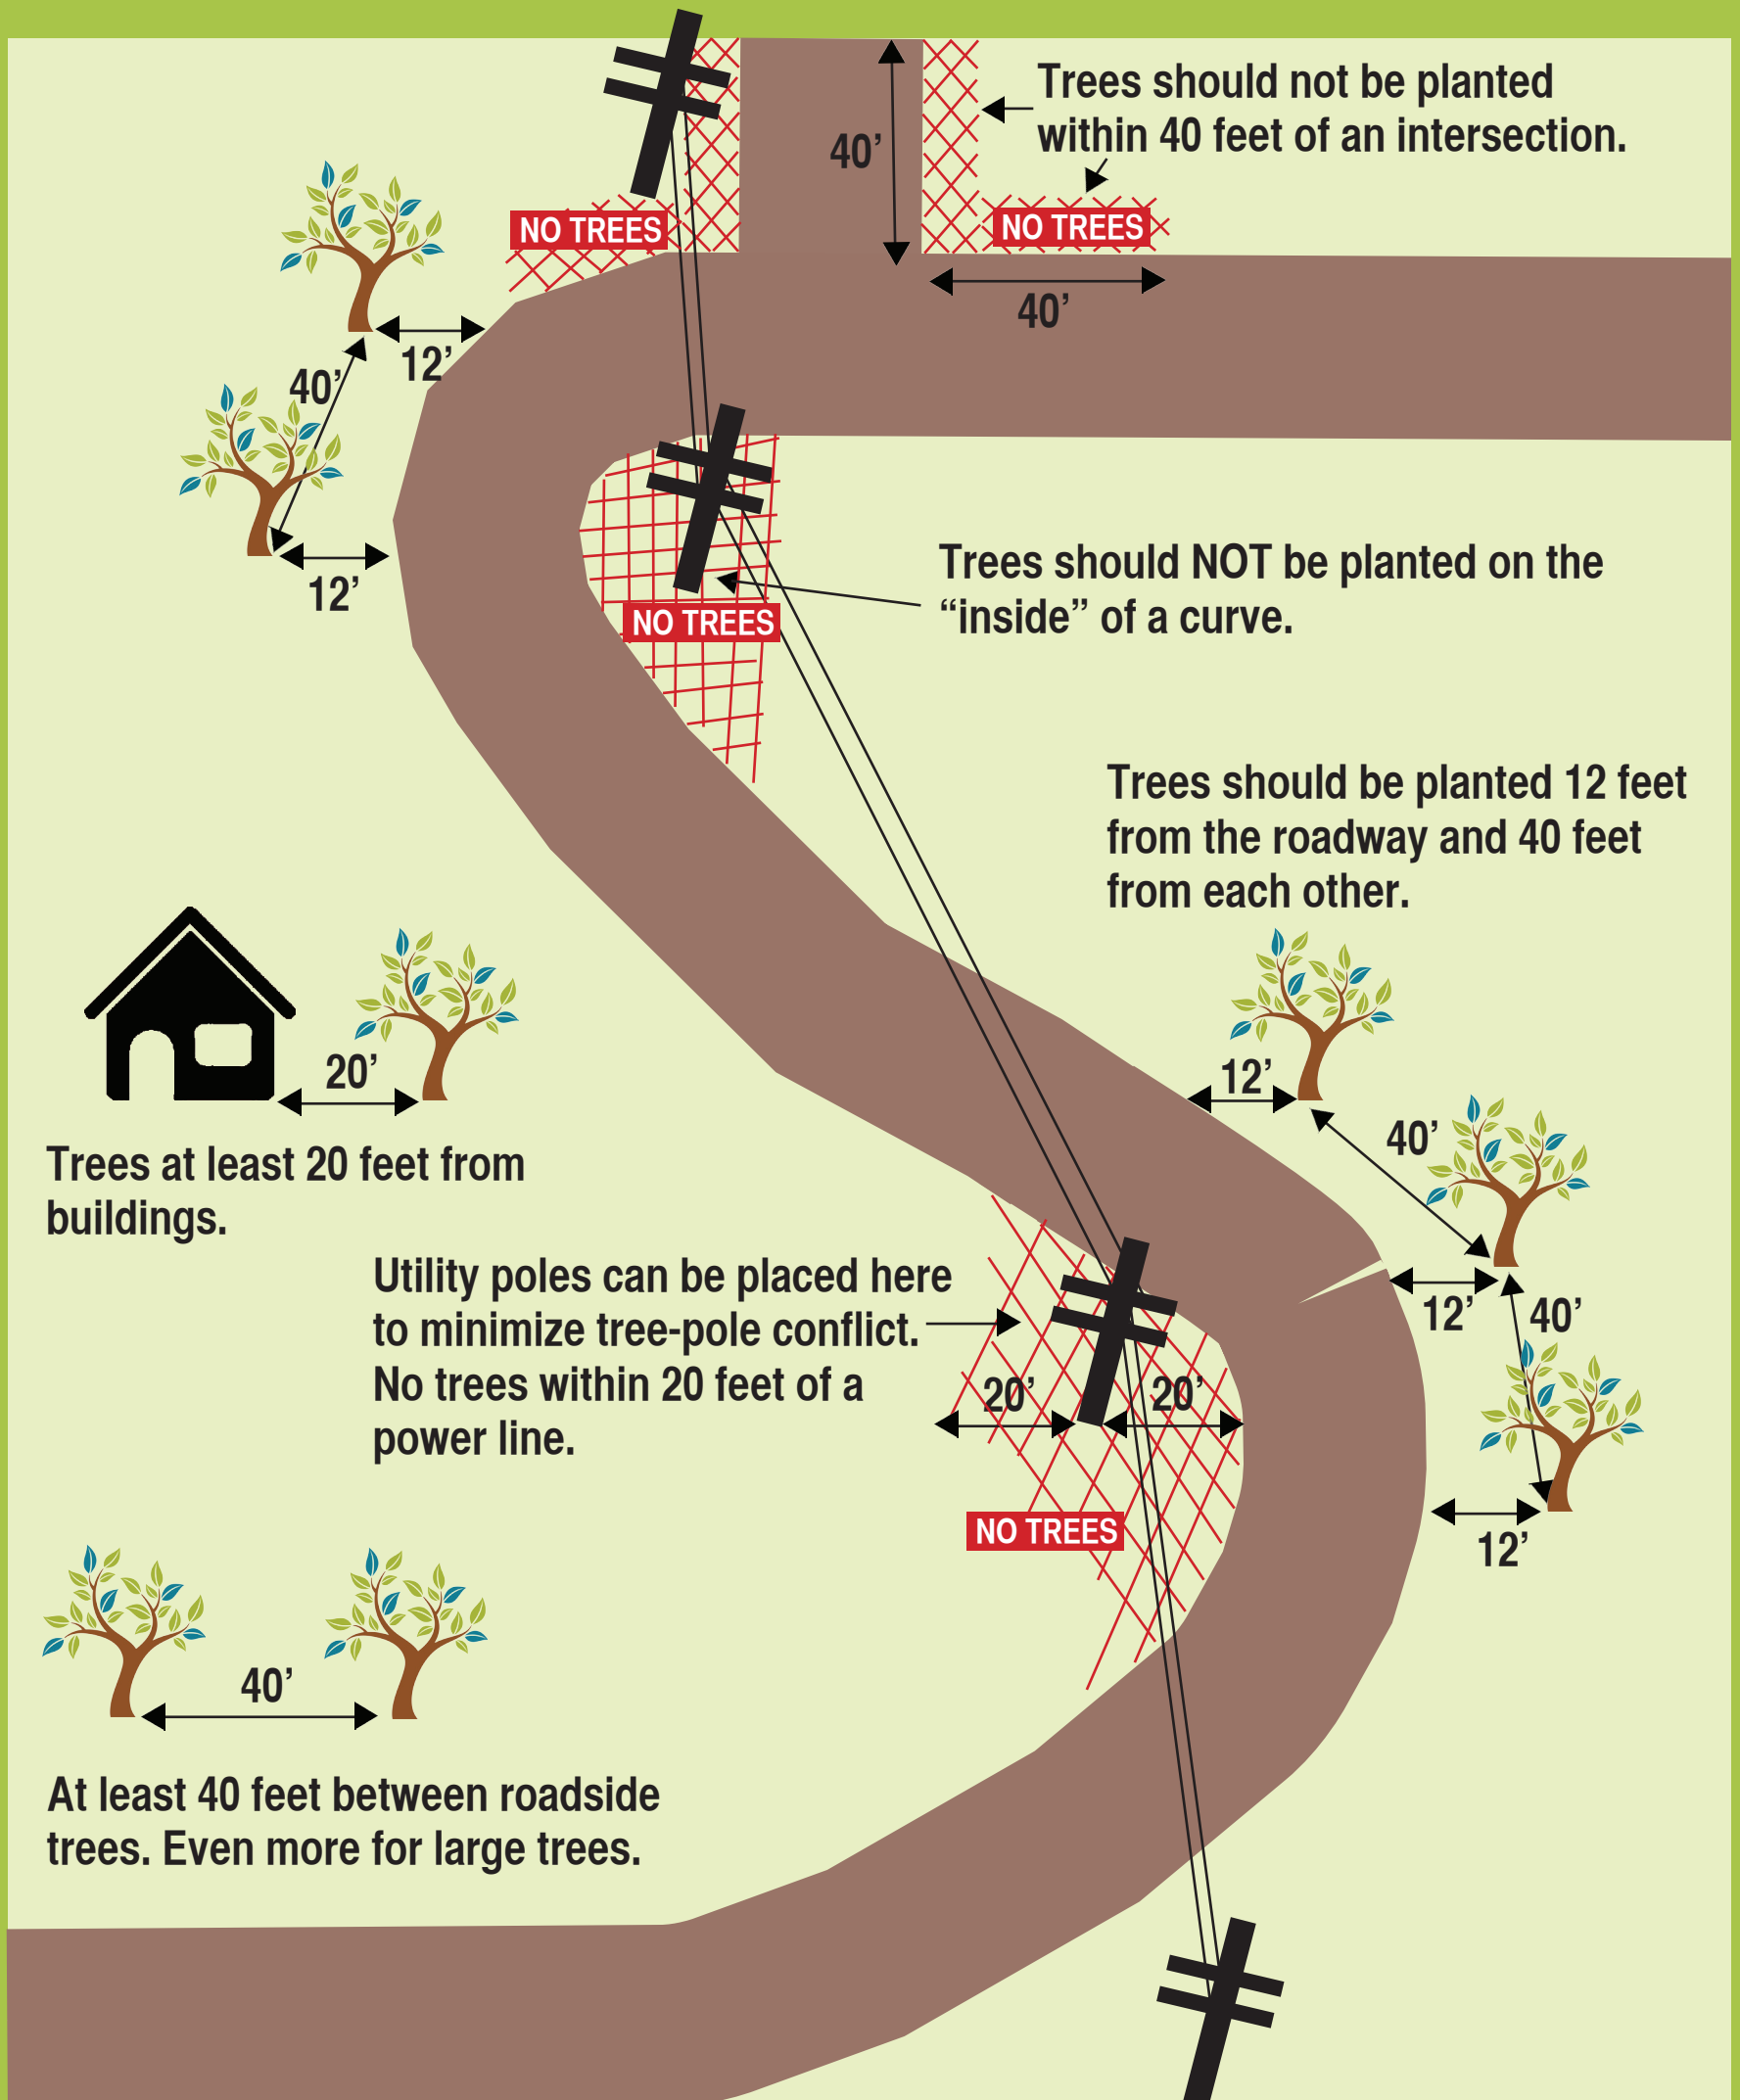 Trees should not be planted
within 40 feet of an intersection.
40’
NO TREES
NO TREES
40’
12’
40’
12’
Trees should NOT be planted on the
“inside” of a curve.
NO TREES
Trees should be planted 12 feet
from the roadway and 40 feet
from each other.
20’
12’
40’
Trees at least 20 feet from
buildings.
Utility poles can be placed here
to minimize tree-pole conflict.
No trees within 20 feet of a
power line.
12’
40’
20’
20’
NO TREES
12’
40’
At least 40 feet between roadside
trees. Even more for large trees.